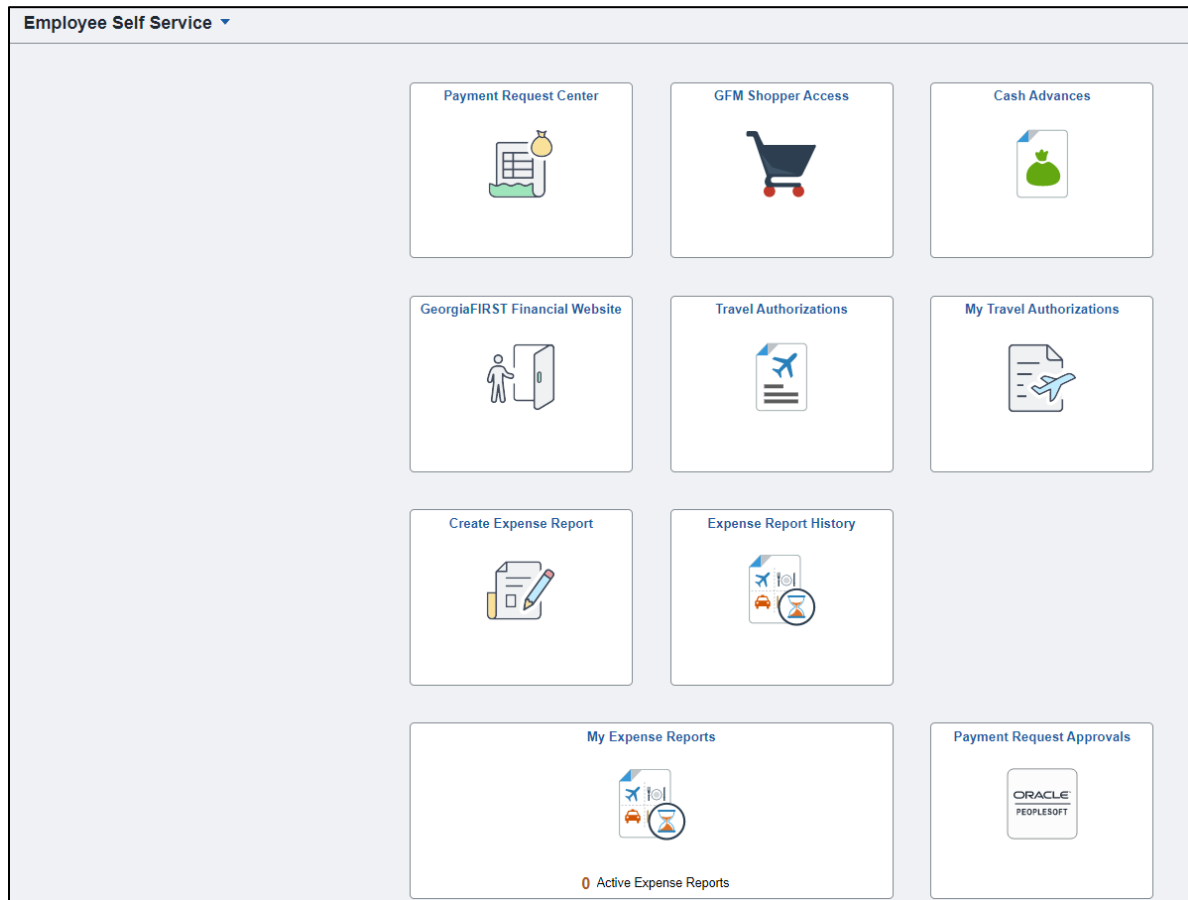 Employee Self Service
Payment Request Center
GFM Shopper Access
Cash Advances
GeorgiaFIRST Financial Website
Travel Authorizations
My Travel Authorizations
Create Expense Report
Expense Report History
My Expense Reports
0 Active Expense Reports
Payment Request Approvals
ORACLE
PEOPLESOFT